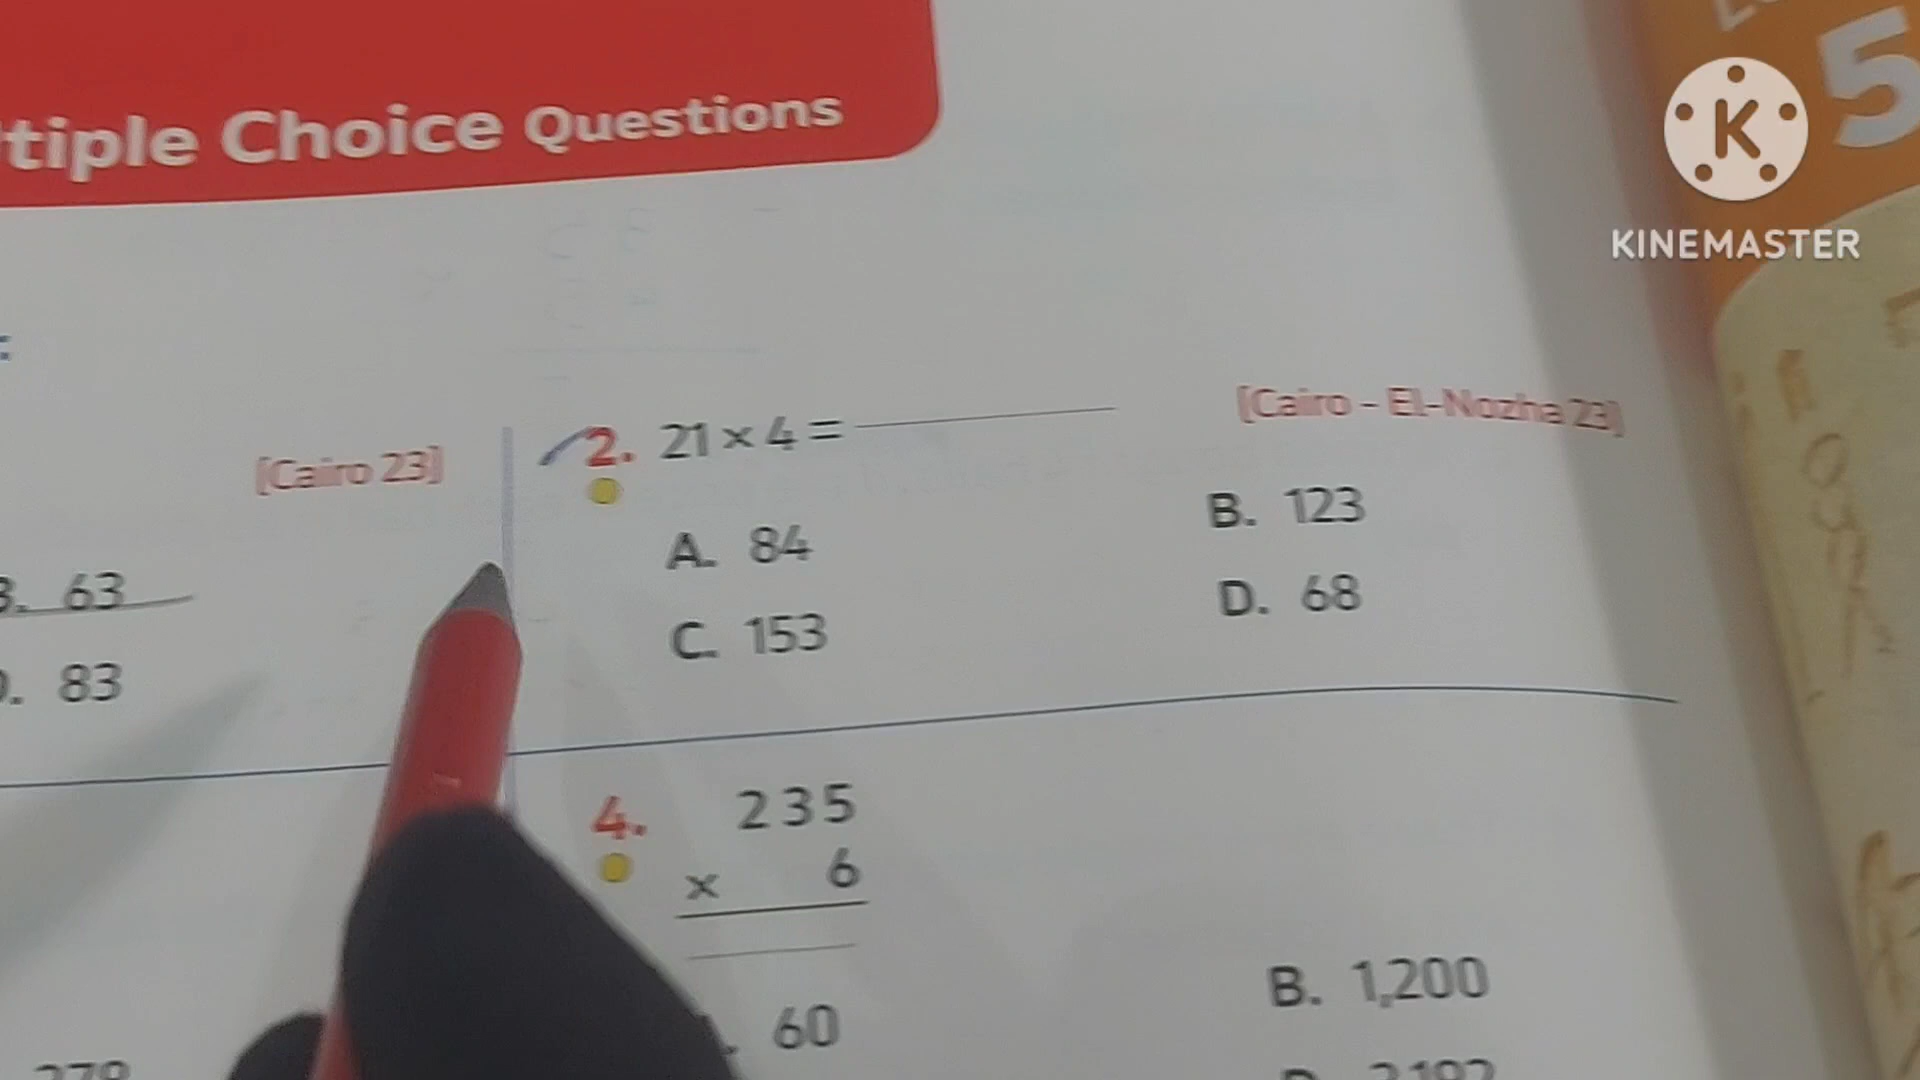 tiple Choice Questions
5
K
KINEMASTER
[Cairo 23]
63
83
2. 21 × 4 =
[Cairo - El-Nozha 23]
A. 84
B. 123
C. 153
D. 68
4. 235
× 6
60
B. 1,200